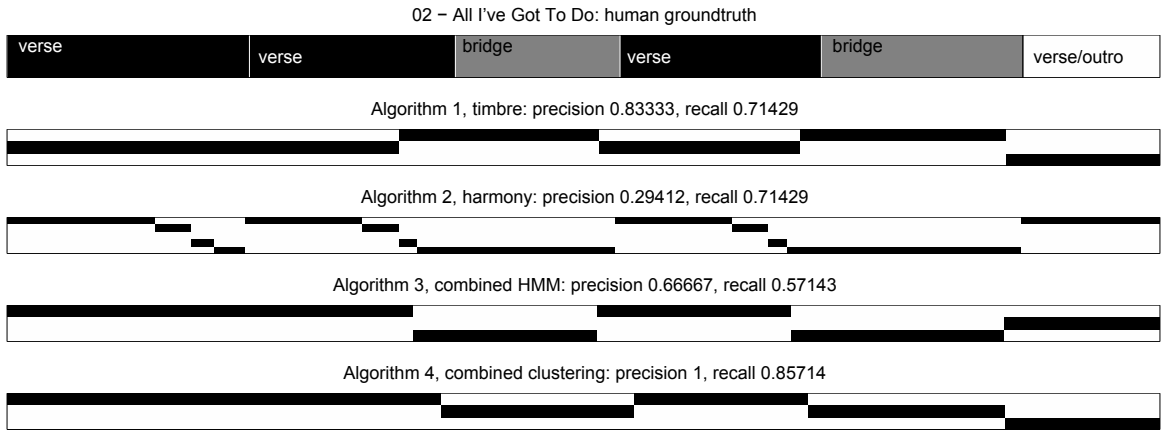 02 − All I've Got To Do: human groundtruth
verse verse bridge verse bridge verse/outro
Algorithm 1, timbre: precision 0.83333, recall 0.71429
Algorithm 2, harmony: precision 0.29412, recall 0.71429
Algorithm 3, combined HMM: precision 0.66667, recall 0.57143
Algorithm 4, combined clustering: precision 1, recall 0.85714